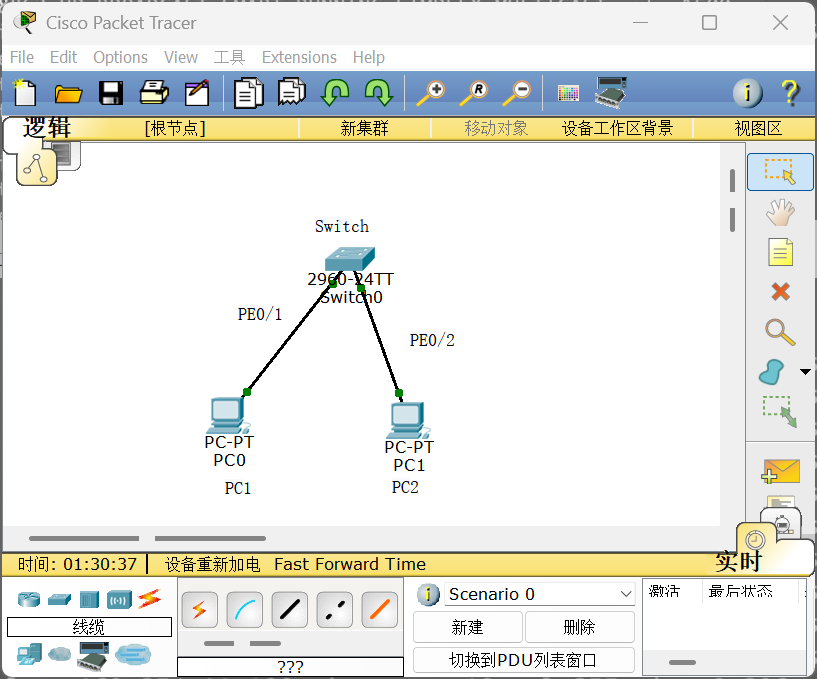 Cisco Packet Tracer
File Edit Options View 工具 Extensions Help
逻辑 [根节点] 新集群 移动对象 设备工作区背景 视图区
Switch
2960-24TT
Switch0
PE0/1
PE0/2
PC-PT
PC0
PC1
PC-PT
PC1
PC2
时间: 01:30:37 设备重新加电 Fast Forward Time 实时
线缆
???
Scenario 0
新建 删除
切换到PDU列表窗口
激活 最后状态